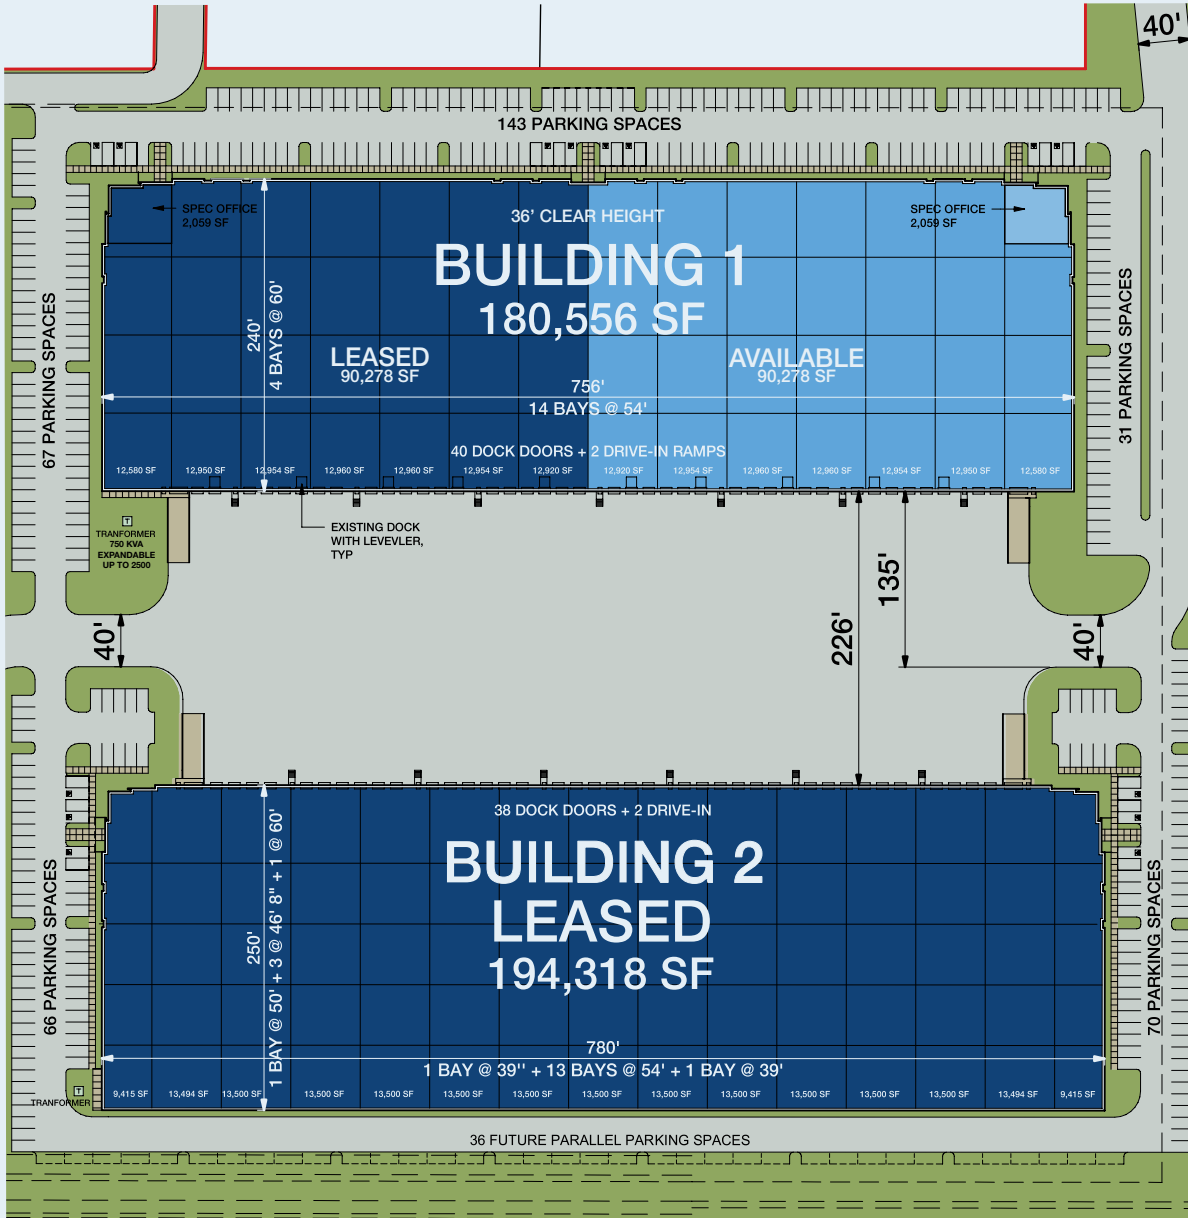 40'
143 PARKING SPACES
SPEC OFFICE
2,059 SF
36' CLEAR HEIGHT
SPEC OFFICE
2,059 SF
BUILDING 1
180,556 SF
LEASED
90,278 SF
AVAILABLE
90,278 SF
240'
4 BAYS @ 60'
756'
14 BAYS @ 54'
67 PARKING SPACES
31 PARKING SPACES
40 DOCK DOORS + 2 DRIVE-IN RAMPS
12,580 SF 12,950 SF 12,954 SF 12,960 SF 12,960 SF 12,954 SF 12,920 SF 12,920 SF 12,954 SF 12,960 SF 12,960 SF 12,954 SF 12,950 SF 12,580 SF
T
TRANFORMER
750 KVA
EXPANDABLE
UP TO 2500
EXISTING DOCK
WITH LEVEVLER,
TYP
135'
226'
40'
40'
38 DOCK DOORS + 2 DRIVE-IN
BUILDING 2
LEASED
194,318 SF
250'
1 BAY @ 50' + 3 @ 46' 8" + 1 @ 60'
66 PARKING SPACES
70 PARKING SPACES
780'
1 BAY @ 39'' + 13 BAYS @ 54' + 1 BAY @ 39'
9,415 SF 13,494 SF 13,500 SF 13,500 SF 13,500 SF 13,500 SF 13,500 SF 13,500 SF 13,500 SF 13,500 SF 13,500 SF 13,500 SF 13,494 SF 9,415 SF
T
TRANFORMER
36 FUTURE PARALLEL PARKING SPACES